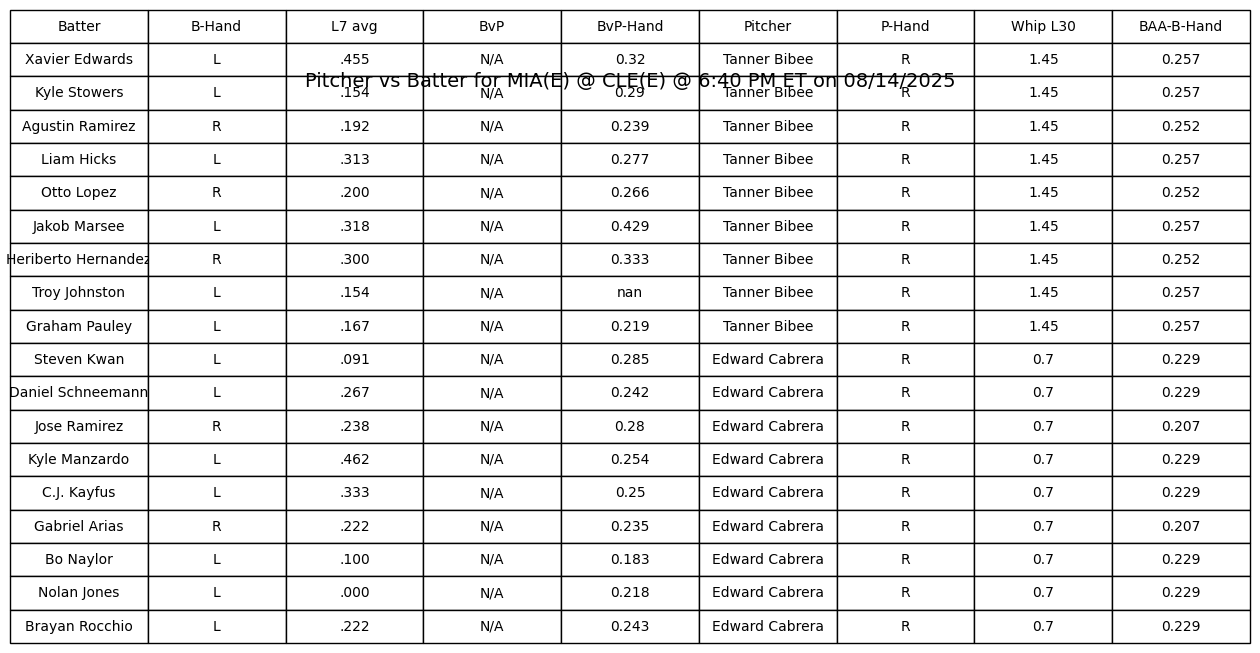 Batter B-Hand L7 avg BvP BvP-Hand Pitcher P-Hand Whip L30 BAA-B-Hand
Xavier Edwards L .455 N/A 0.32 Tanner Bibee R 1.45 0.257
Pitcher vs Batter for MIA(E) @ CLE(E) @ 6:40 PM ET on 08/14/2025
Kyle Stowers L .154 N/A 0.29 Tanner Bibee R 1.45 0.257
Agustin Ramirez R .192 N/A 0.239 Tanner Bibee R 1.45 0.252
Liam Hicks L .313 N/A 0.277 Tanner Bibee R 1.45 0.257
Otto Lopez R .200 N/A 0.266 Tanner Bibee R 1.45 0.252
Jakob Marsee L .318 N/A 0.429 Tanner Bibee R 1.45 0.257
Heriberto Hernandez R .300 N/A 0.333 Tanner Bibee R 1.45 0.252
Troy Johnston L .154 N/A nan Tanner Bibee R 1.45 0.257
Graham Pauley L .167 N/A 0.219 Tanner Bibee R 1.45 0.257
Steven Kwan L .091 N/A 0.285 Edward Cabrera R 0.7 0.229
Daniel Schneemann L .267 N/A 0.242 Edward Cabrera R 0.7 0.229
Jose Ramirez R .238 N/A 0.28 Edward Cabrera R 0.7 0.207
Kyle Manzardo L .462 N/A 0.254 Edward Cabrera R 0.7 0.229
C.J. Kayfus L .333 N/A 0.25 Edward Cabrera R 0.7 0.229
Gabriel Arias R .222 N/A 0.235 Edward Cabrera R 0.7 0.207
Bo Naylor L .100 N/A 0.183 Edward Cabrera R 0.7 0.229
Nolan Jones L .000 N/A 0.218 Edward Cabrera R 0.7 0.229
Brayan Rocchio L .222 N/A 0.243 Edward Cabrera R 0.7 0.229